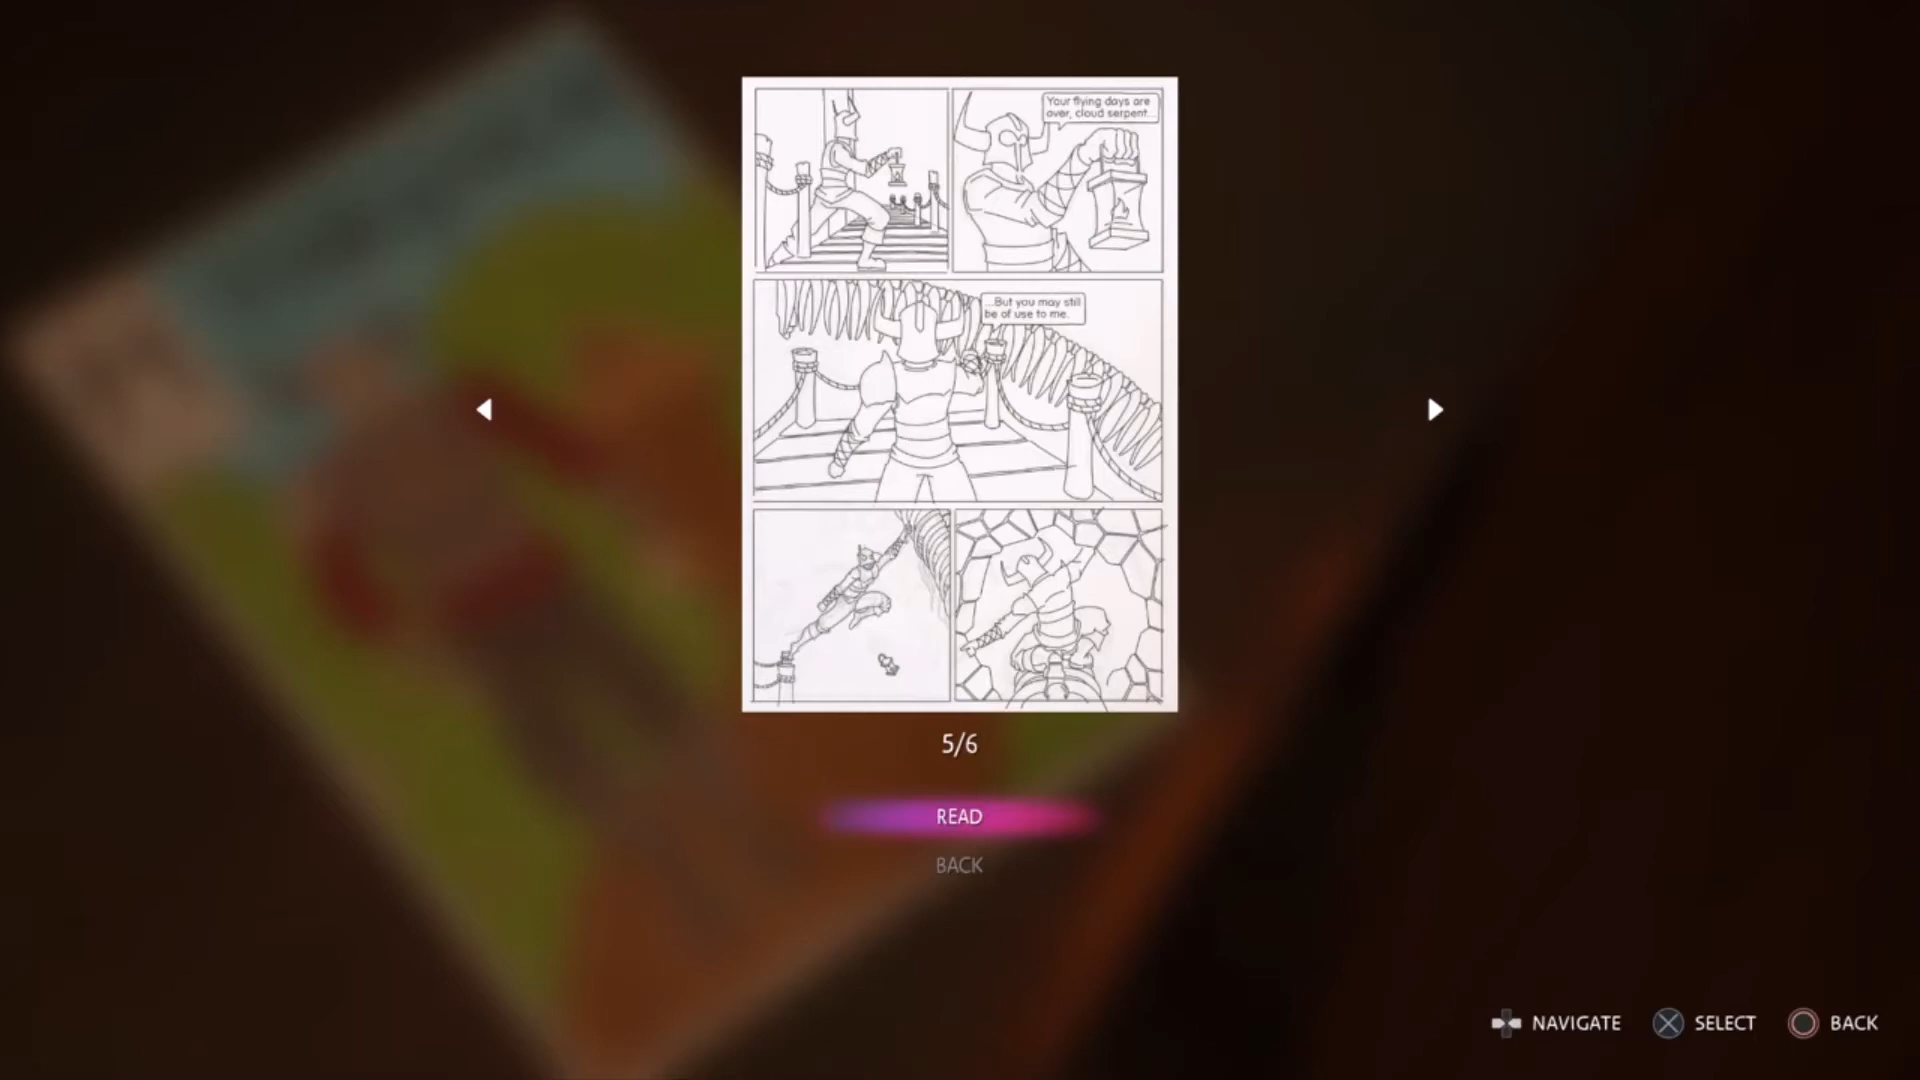 Your flying days are
over, cloud serpent...
...But you may still
be of use to me.
5/6
READ
BACK
NAVIGATE
SELECT
BACK